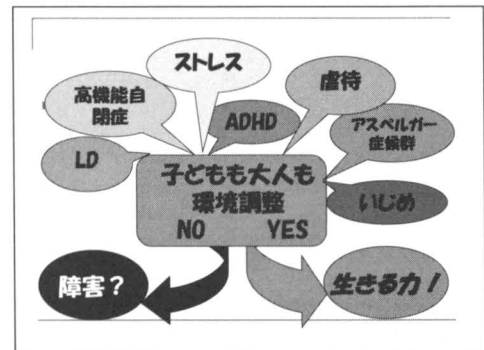 ストレス
虐待
高機能自
閉症
ADHD
アスペルガー
症候群
LD
子どもも大人も
環境調整
NO YES
いじめ
障害？
生きる力！